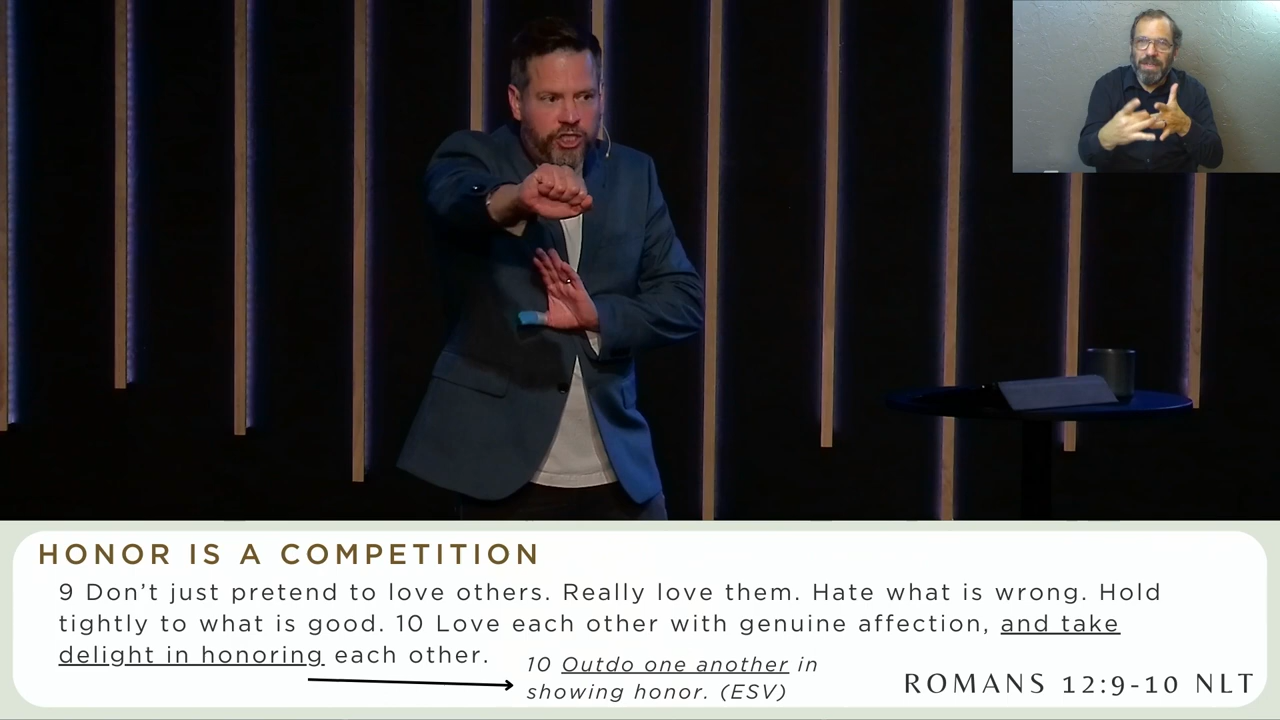 HONOR IS A COMPETITION
9 Don’t just pretend to love others. Really love them. Hate what is wrong. Hold
tightly to what is good. 10 Love each other with genuine affection, and take
delight in honoring each other.
10 Outdo one another in
showing honor. (ESV)
ROMANS 12:9-10 NLT